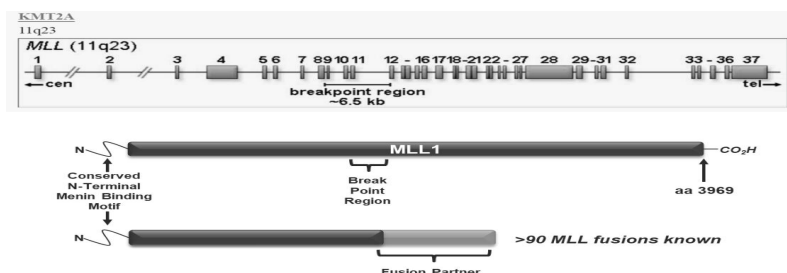 KMT2A
11q23
MLL (11q23)
1 2 3 4 5 6 7 8 9 10 11 12 - 16 17 18 - 21 22 - 27 28 29 - 31 32 33 - 36 37
cen
tel
breakpoint region
~6.5 kb
N
MLL1
CO₂H
Conserved
N-Terminal
Menin Binding
Motif
Break
Point
Region
aa 3969
N
>90 MLL fusions known
Fusion Partner